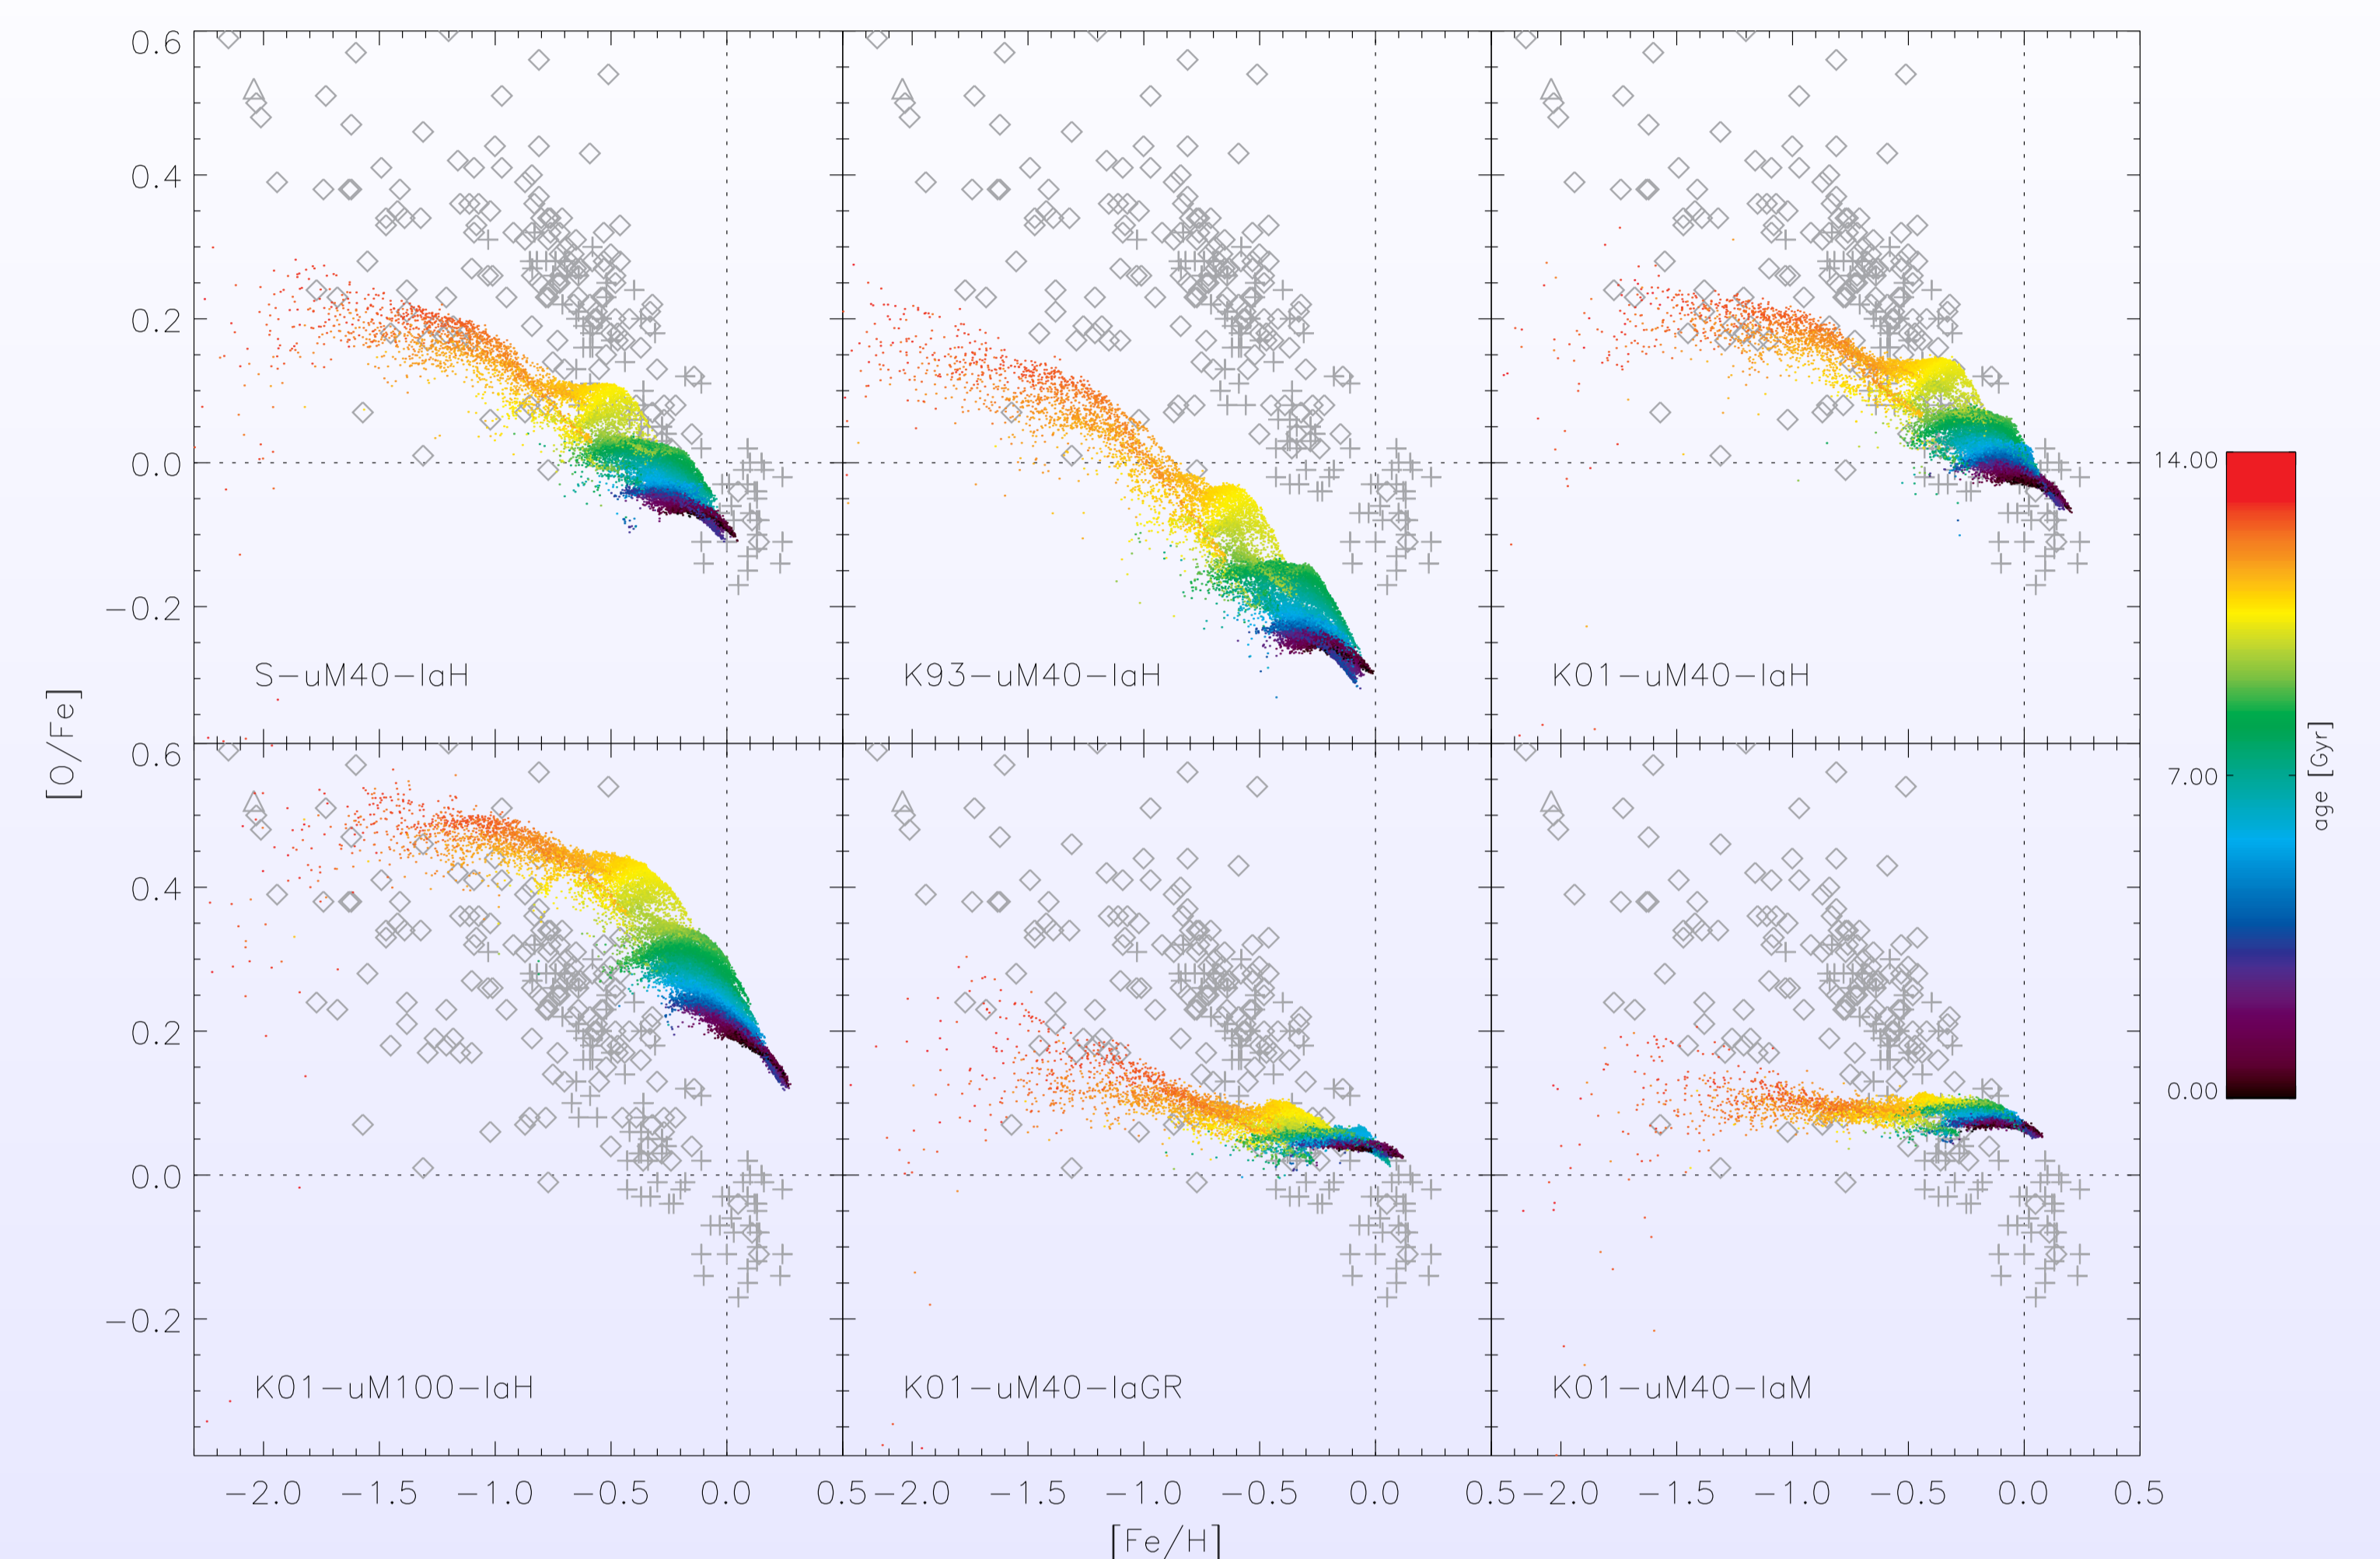 0.6
0.4
0.2
0.0
−0.2
S−uM40−IaH
K93−uM40−IaH
K01−uM40−IaH
[O/Fe]
0.6
0.4
0.2
0.0
−0.2
K01−uM100−IaH
K01−uM40−IaGR
K01−uM40−IaM
−2.0 −1.5 −1.0 −0.5 0.0 0.5
−2.0 −1.5 −1.0 −0.5 0.0 0.5
−2.0 −1.5 −1.0 −0.5 0.0 0.5
[Fe/H]
14.00
7.00
0.00
age [Gyr]